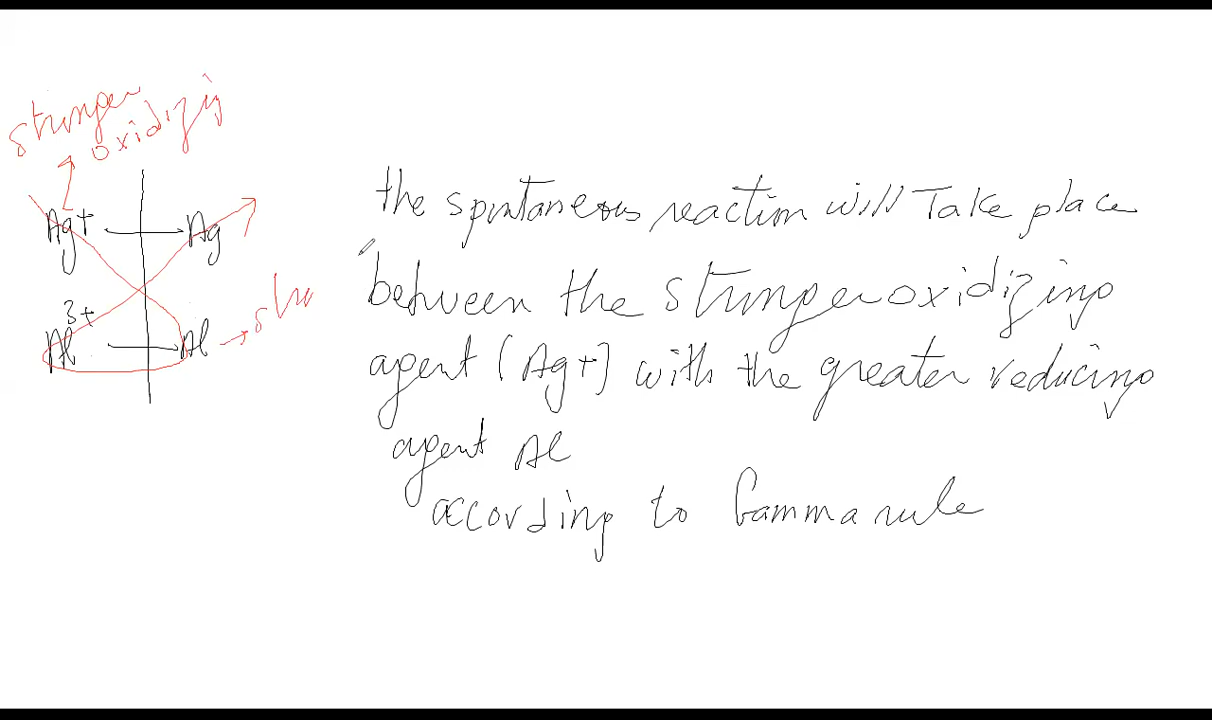 stronger
oxidizing
Ag+ Ag
Al3+ Al
the spontaneous reaction will Take place
between the stronger oxidizing
agent (Ag+) with the greater reducing
agent Al
according to Gamma rule